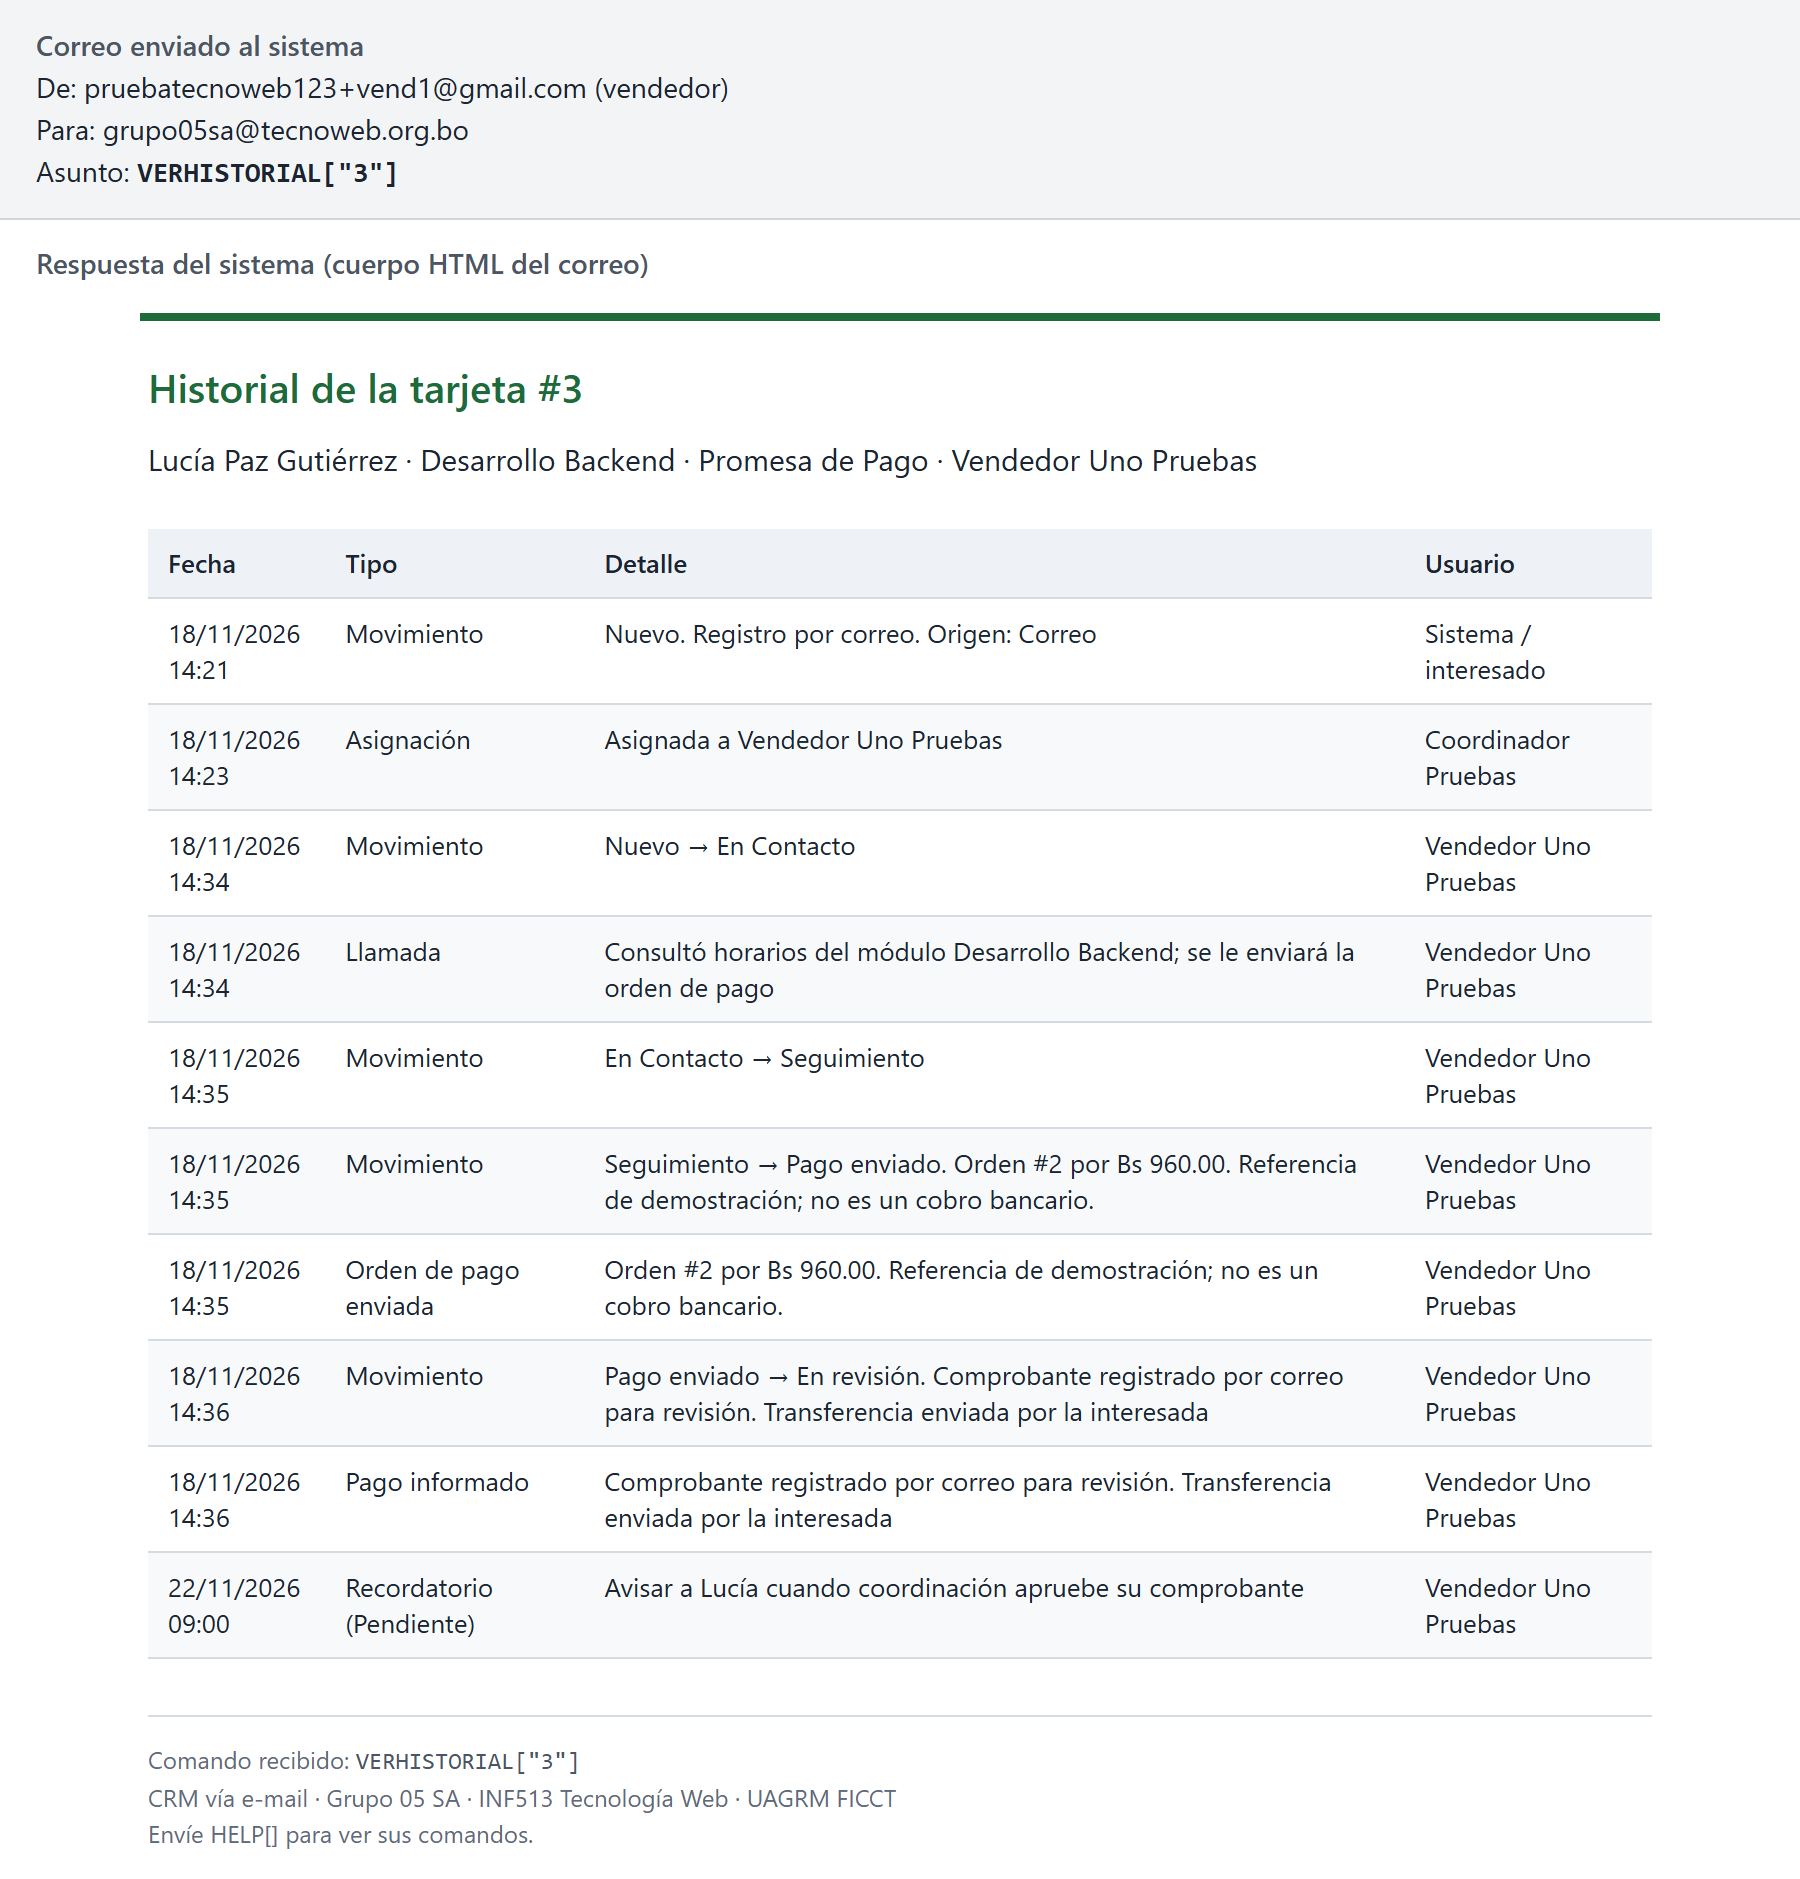 Correo enviado al sistema
De: pruebatecnoweb123+vend1@gmail.com (vendedor)
Para: grupo05sa@tecnoweb.org.bo
Asunto: VERHISTORIAL["3"]
Respuesta del sistema (cuerpo HTML del correo)
Historial de la tarjeta #3
Lucía Paz Gutiérrez · Desarrollo Backend · Promesa de Pago · Vendedor Uno Pruebas
Fecha Tipo Detalle Usuario
18/11/2026 Movimiento Nuevo. Registro por correo. Origen: Correo Sistema /
14:21 interesado
18/11/2026 Asignación Asignada a Vendedor Uno Pruebas Coordinador
14:23 Pruebas
18/11/2026 Movimiento Nuevo → En Contacto Vendedor Uno
14:34 Pruebas
18/11/2026 Llamada Consultó horarios del módulo Desarrollo Backend; se le enviará la Vendedor Uno
14:34 orden de pago Pruebas
18/11/2026 Movimiento En Contacto → Seguimiento Vendedor Uno
14:35 Pruebas
18/11/2026 Movimiento Seguimiento → Pago enviado. Orden #2 por Bs 960.00. Referencia Vendedor Uno
14:35 de demostración; no es un cobro bancario. Pruebas
18/11/2026 Orden de pago Orden #2 por Bs 960.00. Referencia de demostración; no es un Vendedor Uno
14:35 enviada cobro bancario. Pruebas
18/11/2026 Movimiento Pago enviado → En revisión. Comprobante registrado por correo Vendedor Uno
14:36 para revisión. Transferencia enviada por la interesada Pruebas
18/11/2026 Pago informado Comprobante registrado por correo para revisión. Transferencia Vendedor Uno
14:36 enviada por la interesada Pruebas
22/11/2026 Recordatorio Avisar a Lucía cuando coordinación apruebe su comprobante Vendedor Uno
09:00 (Pendiente) Pruebas
Comando recibido: VERHISTORIAL["3"]
CRM vía e-mail · Grupo 05 SA · INF513 Tecnología Web · UAGRM FICCT
Envíe HELP[] para ver sus comandos.